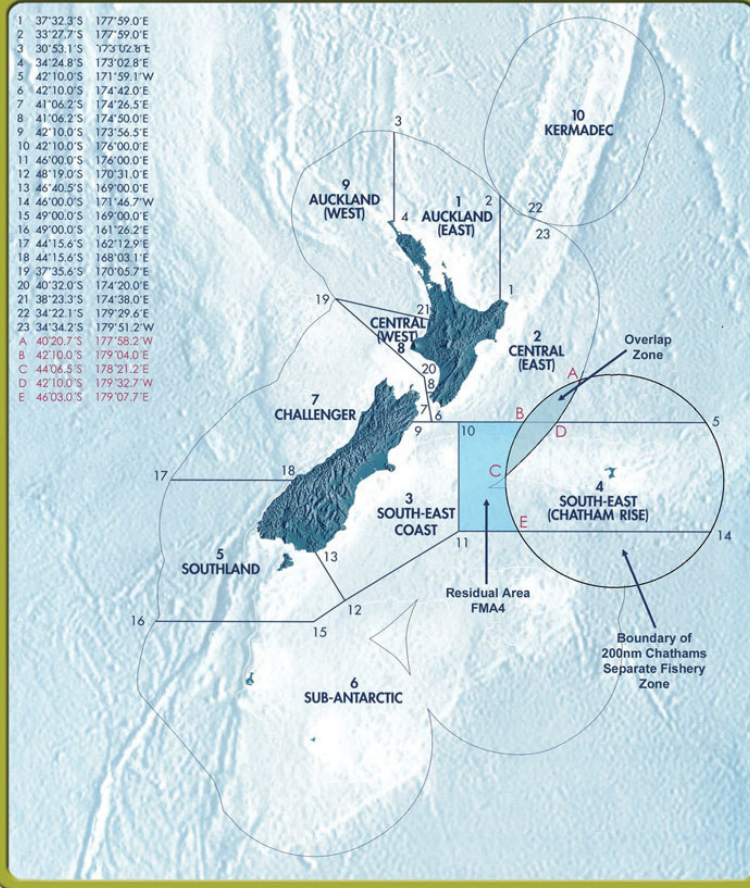 1 37°32.3'S 177°59.0'E
2 33°27.7'S 177°59.0'E
3 30°53.1'S 173°02.8'E
4 34°24.8'S 173°02.8'E
5 42°10.0'S 171°59.1'W
6 42°10.0'S 174°42.0'E
7 41°06.2'S 174°26.5'E
8 41°06.2'S 174°50.0'E
9 42°10.0'S 173°56.5'E
10 42°10.0'S 176°00.0'E
11 46°00.0'S 176°00.0'E
12 48°19.0'S 170°31.0'E
13 46°40.5'S 169°00.0'E
14 46°00.0'S 171°46.7'W
15 49°00.0'S 169°00.0'E
16 49°00.0'S 161°26.2'E
17 44°15.6'S 162°12.9'E
18 44°15.6'S 168°03.1'E
19 37°35.6'S 170°05.7'E
20 40°32.0'S 174°20.0'E
21 38°23.3'S 174°38.0'E
22 34°22.1'S 179°29.6'E
23 34°34.2'S 179°51.2'W
A 40°20.7'S 177°58.2'W
B 42°10.0'S 179°04.0'E
C 44°06.5'S 178°21.2'E
D 42°10.0'S 179°32.7'W
E 46°03.0'S 179°07.7'E
10
KERMADEC
3
9
AUCKLAND
(WEST)
1
AUCKLAND
(EAST)
2
22
4
23
1
19
21
CENTRAL
(WEST)
8
2
CENTRAL
(EAST)
Overlap
Zone
20
A
8
7
CHALLENGER
7
6
B
5
9
10
D
17
18
C
3
SOUTH-EAST
COAST
4
SOUTH-EAST
(CHATHAM RISE)
E
11
14
5
SOUTHLAND
13
Residual Area
FMA4
12
16
15
Boundary of
200nm Chathams
Separate Fishery
Zone
6
SUB-ANTARCTIC